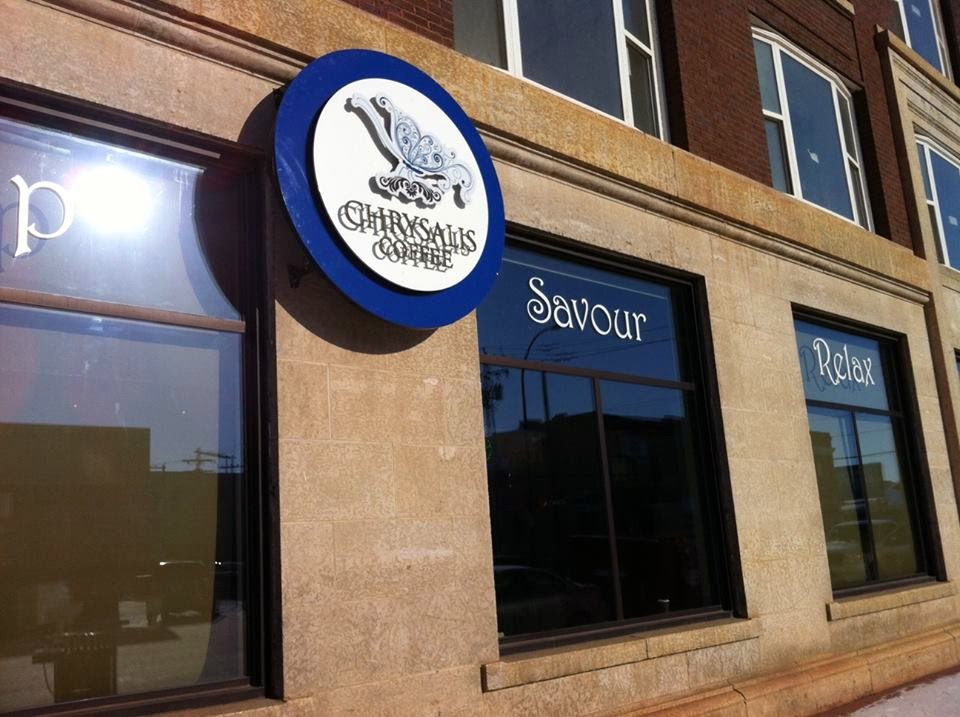 p
CHRYSALIS
COFFEE
Savour
Relax